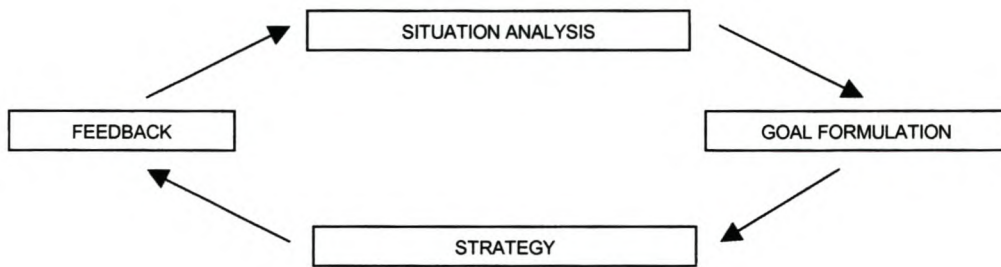 SITUATION ANALYSIS
FEEDBACK
GOAL FORMULATION
STRATEGY